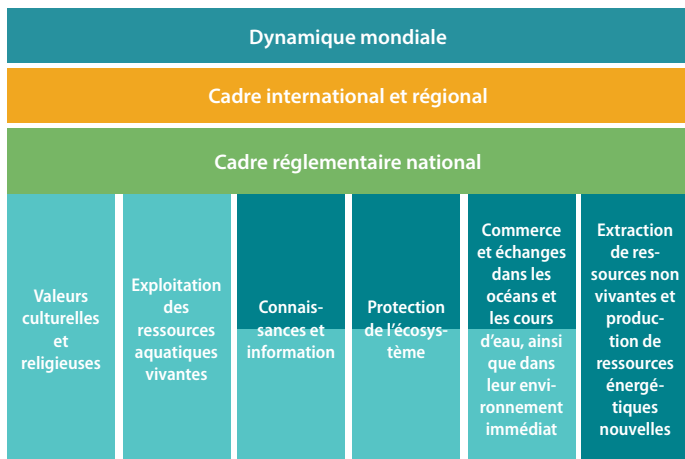 Dynamique mondiale
Cadre international et régional
Cadre réglementaire national
Valeurs
culturelles
et
religieuses
Exploitation
des
ressources
aquatiques
vivantes
Connais-
sances et
information
Protection
de l'écosys-
tème
Commerce
et échanges
dans les
océans et
les cours
d'eau, ainsi
que dans
leur envi-
ronnement
immédiat
Extraction
de res-
sources non
vivantes et
produc-
tion de
ressources
énergé-
tiques
nouvelles